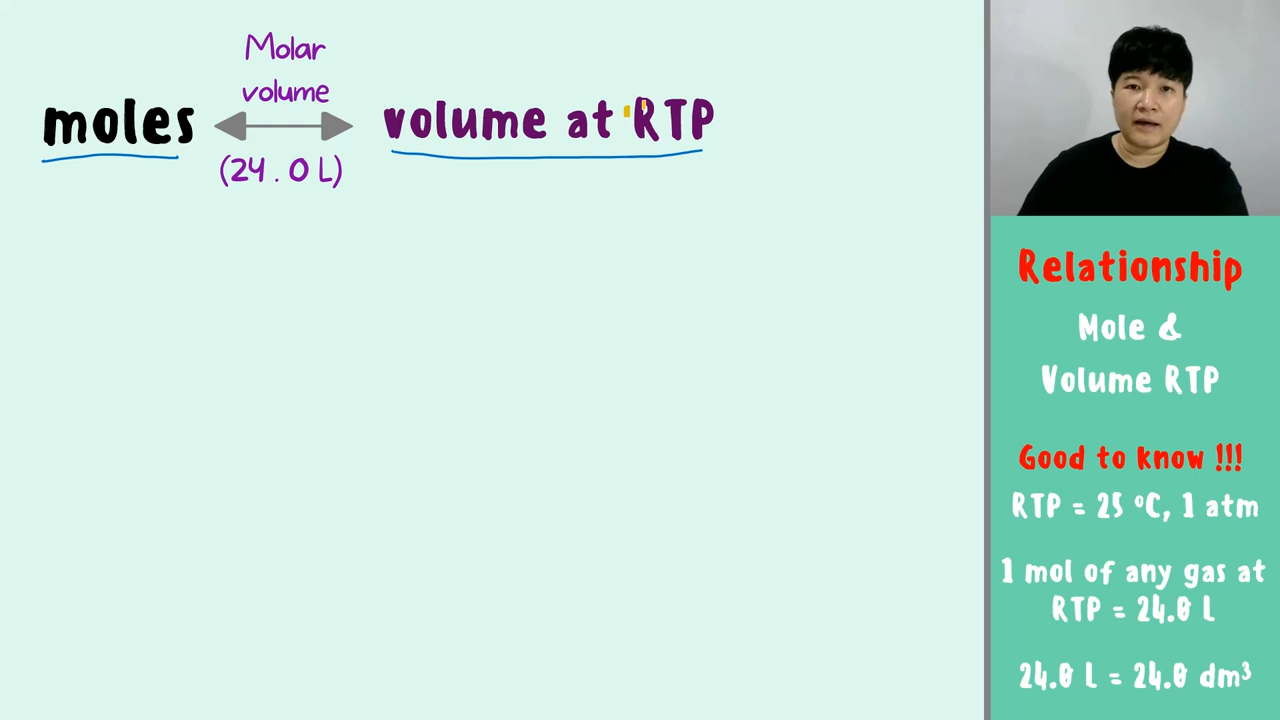 Molar
volume
moles
volume at RTP
(24.0 L)
Relationship
Mole &
Volume RTP
Good to know !!!
RTP = 25 ⁰C, 1 atm
1 mol of any gas at
RTP = 24.0 L
24.0 L = 24.0 dm³